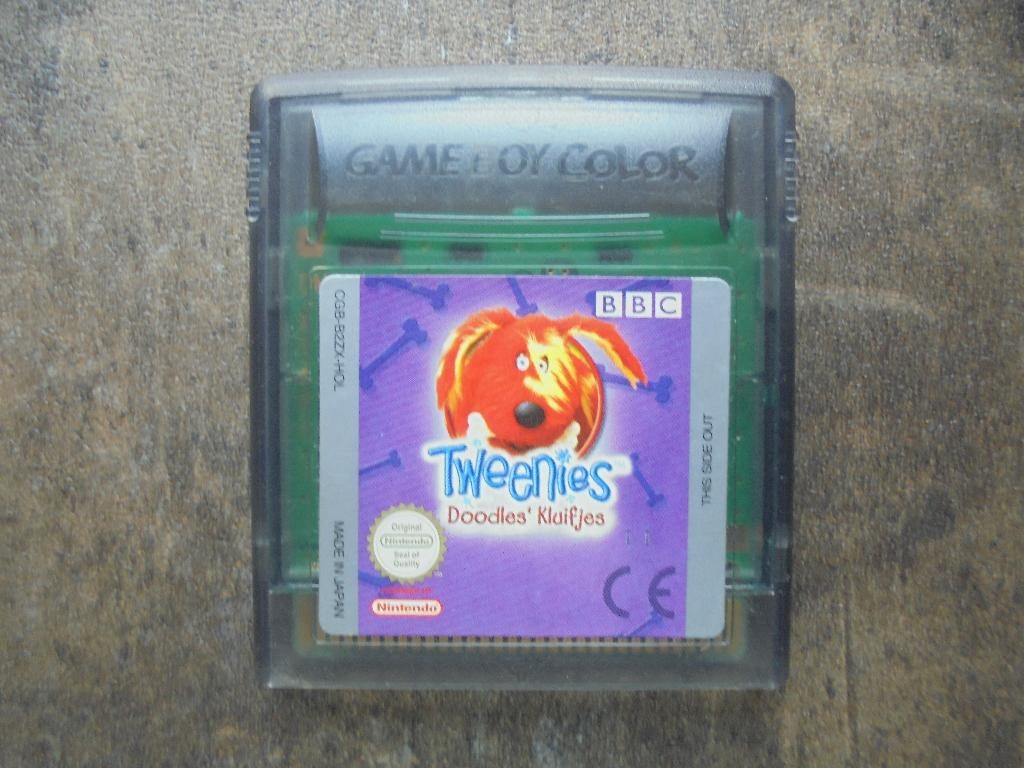 GAME BOY COLOR
CGB-BZZX-HOL
MADE IN JAPAN
BBC
Tweenies
Doodles' Kluifjes
Original
Nintendo
Seal of
Quality
Nintendo
CE
THIS SIDE OUT